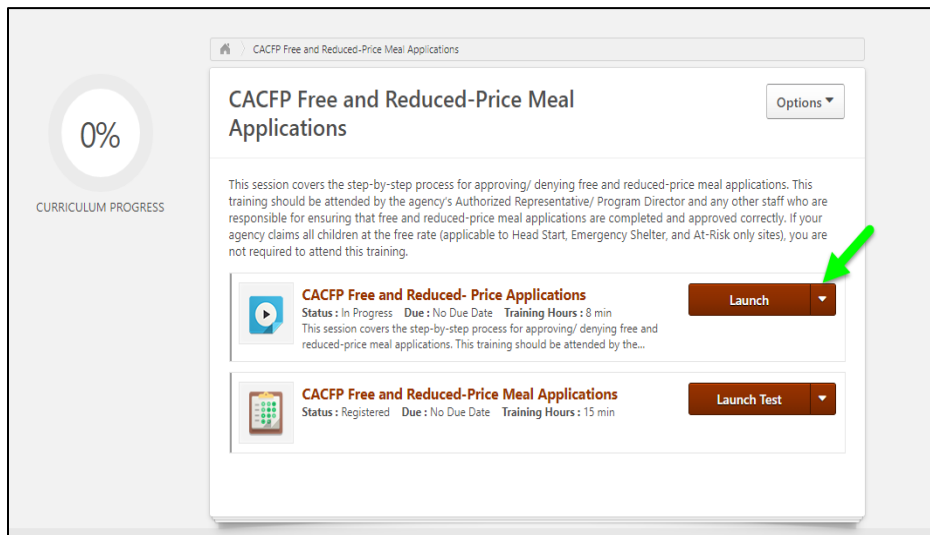 CACFP Free and Reduced-Price Meal Applications
0%
CURRICULUM PROGRESS
CACFP Free and Reduced-Price Meal
Applications
Options
This session covers the step-by-step process for approving/ denying free and reduced-price meal applications. This
training should be attended by the agency's Authorized Representative/ Program Director and any other staff who are
responsible for ensuring that free and reduced-price meal applications are completed and approved correctly. If your
agency claims all children at the free rate (applicable to Head Start, Emergency Shelter, and At-Risk only sites), you are
not required to attend this training.
CACFP Free and Reduced- Price Applications
Status : In Progress Due : No Due Date Training Hours : 8 min
This session covers the step-by-step process for approving/ denying free and
reduced-price meal applications. This training should be attended by the...
Launch
CACFP Free and Reduced-Price Meal Applications
Status : Registered Due : No Due Date Training Hours : 15 min
Launch Test